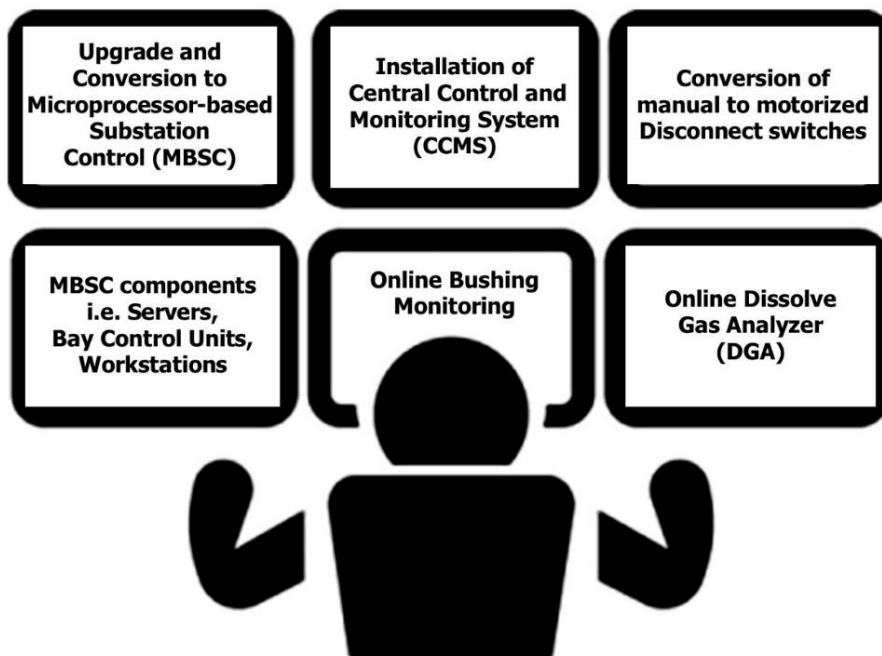 Upgrade and
Conversion to
Microprocessor-based
Substation
Control (MBSC)
Installation of
Central Control and
Monitoring System
(CCMS)
Conversion of
manual to motorized
Disconnect switches
MBSC components
i.e. Servers,
Bay Control Units,
Workstations
Online Bushing
Monitoring
Online Dissolve
Gas Analyzer
(DGA)